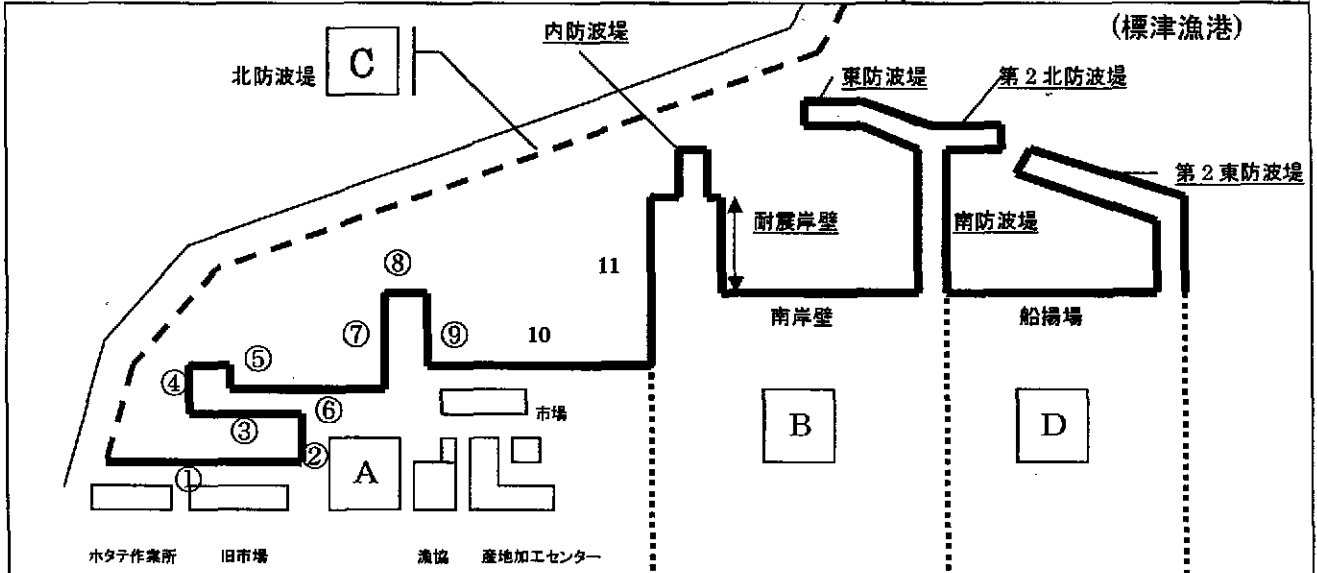 (標津漁港)
内防波堤
北防波堤
C
東防波堤
第2北防波堤
第2東防波堤
耐震岸壁
南防波堤
⑧
11
南岸壁
船揚場
⑦
⑨
10
⑤
④
⑥
市場
③
B
D
②
A
①
ホタテ作業所
旧市場
漁協
産地加工センター